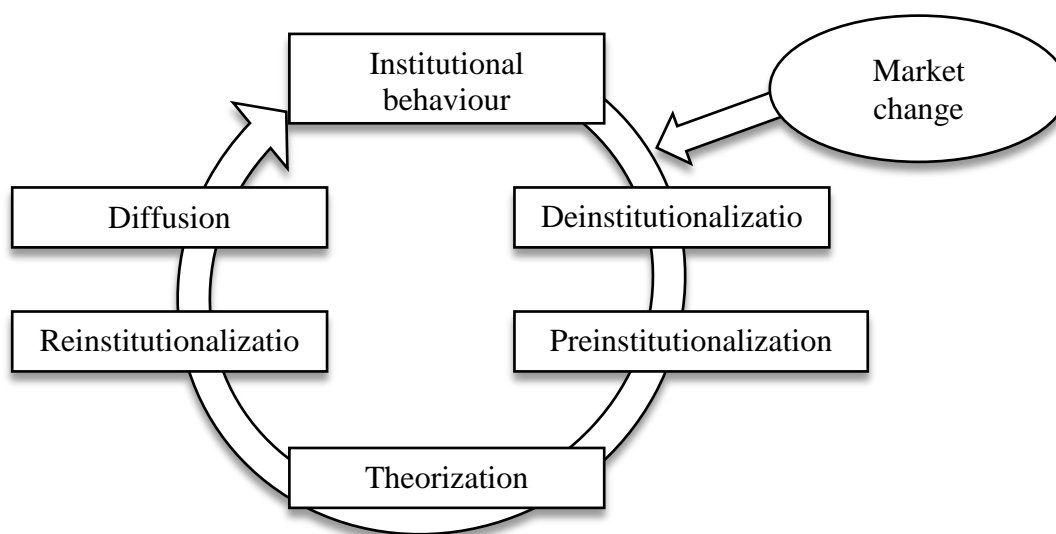 Institutional
behaviour
Market
change
Diffusion
Deinstitutionalizatio
Reinstitutionalizatio
Preinstitutionalization
Theorization